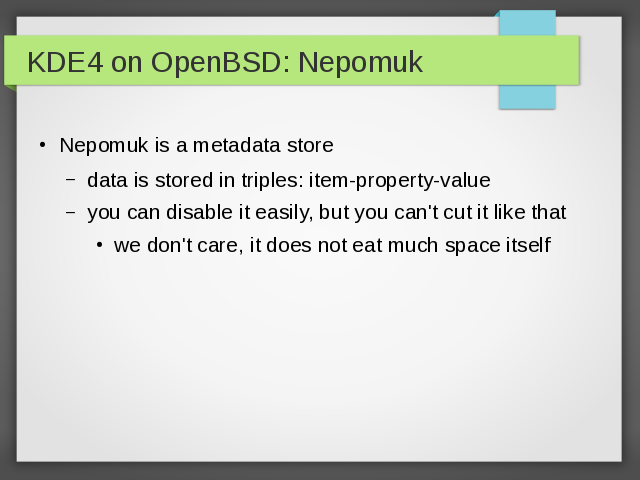 KDE4 on OpenBSD: Nepomuk
• Nepomuk is a metadata store
– data is stored in triples: item-property-value
– you can disable it easily, but you can't cut it like that
• we don't care, it does not eat much space itself